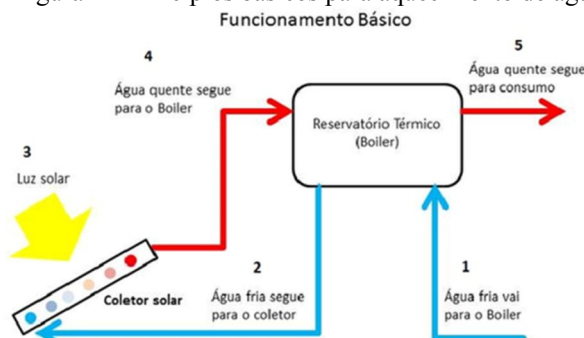 Funcionamento Básico
4
Água quente segue
para o Boiler
5
Água quente segue
para consumo
Reservatório Térmico
(Boiler)
3
Luz solar
Coletor solar
2
Água fria segue
para o coletor
1
Água fria vai
para o Boiler